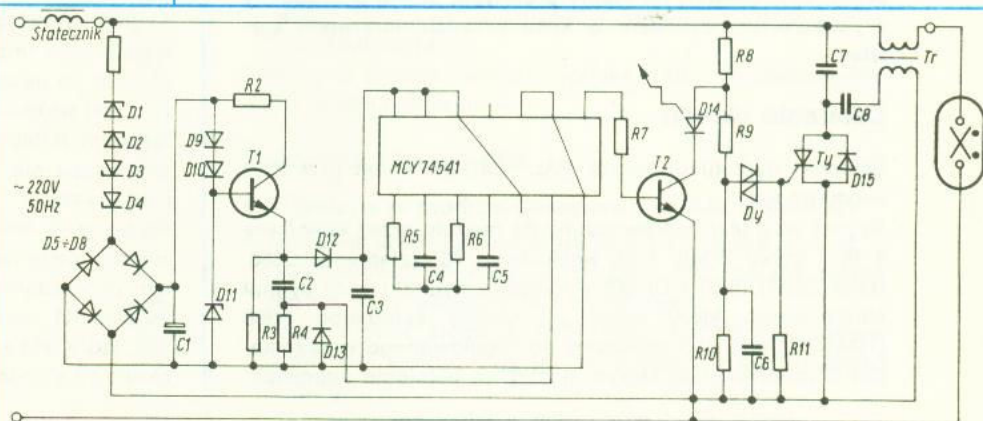 Statecznik
~220V
50Hz
D1
D2
D3
D4
D5÷D8
C1
R2
D9
D10
T1
D11
D12
C2
R3
R4
D13
C3
MCY74541
R5
C4
R6
C5
R7
T2
D14
R8
R9
R10
Dy
C6
R11
C7
C8
Ty
D15
Tr